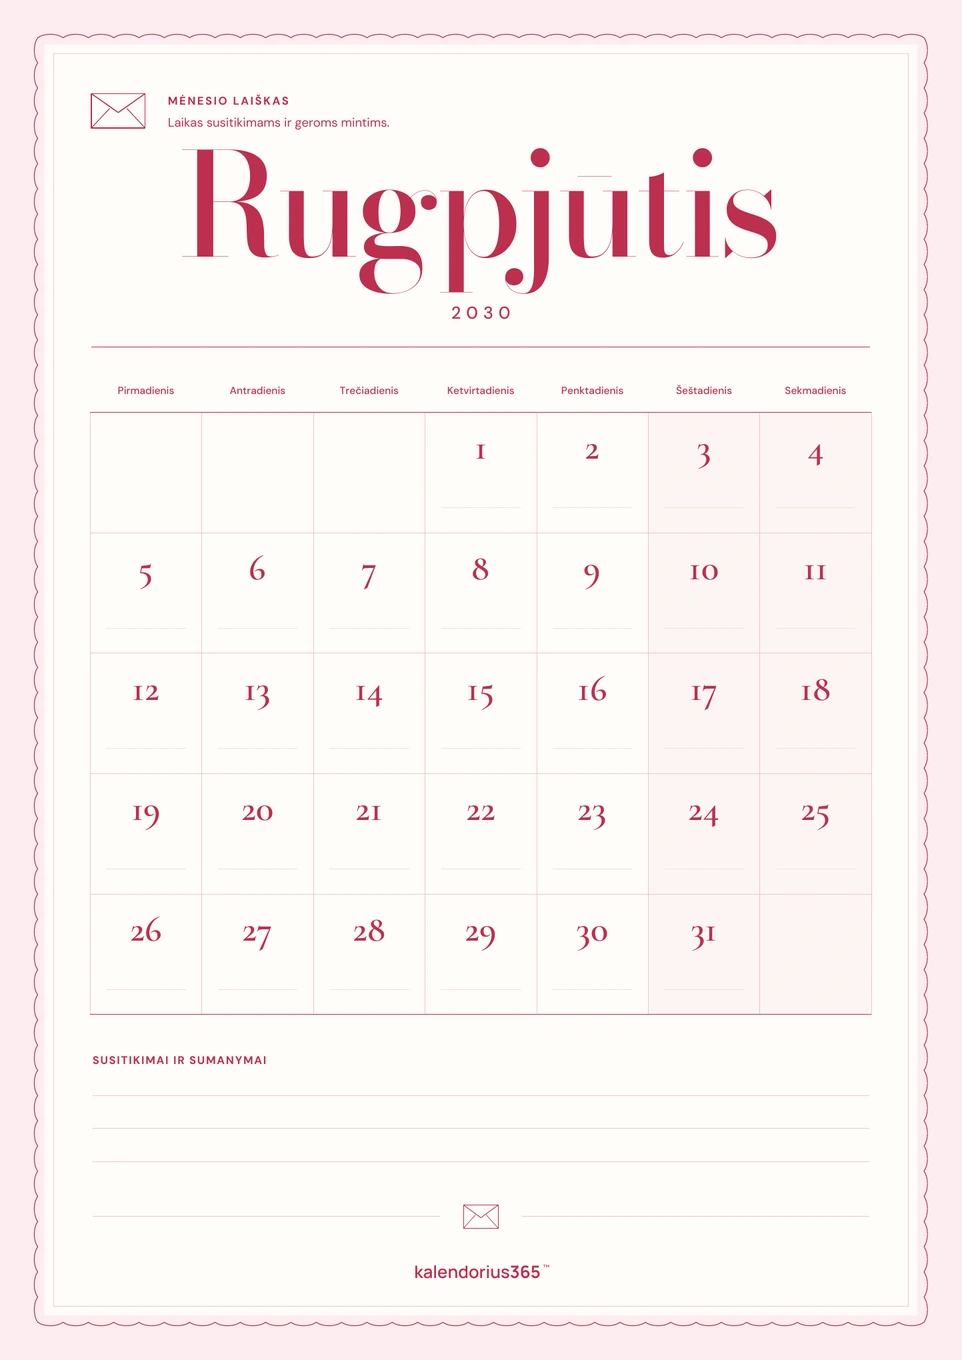 MĖNESIO LAIŠKAS
Laikas susitikimams ir geroms mintims.
Rugpjūtis
2030
Pirmadienis Antradienis Trečiadienis Ketvirtadienis Penktadienis Šeštadienis Sekmadienis
1 2 3 4
5 6 7 8 9 10 11
12 13 14 15 16 17 18
19 20 21 22 23 24 25
26 27 28 29 30 31
SUSITIKIMAI IR SUMANYMAI
kalendorius365™